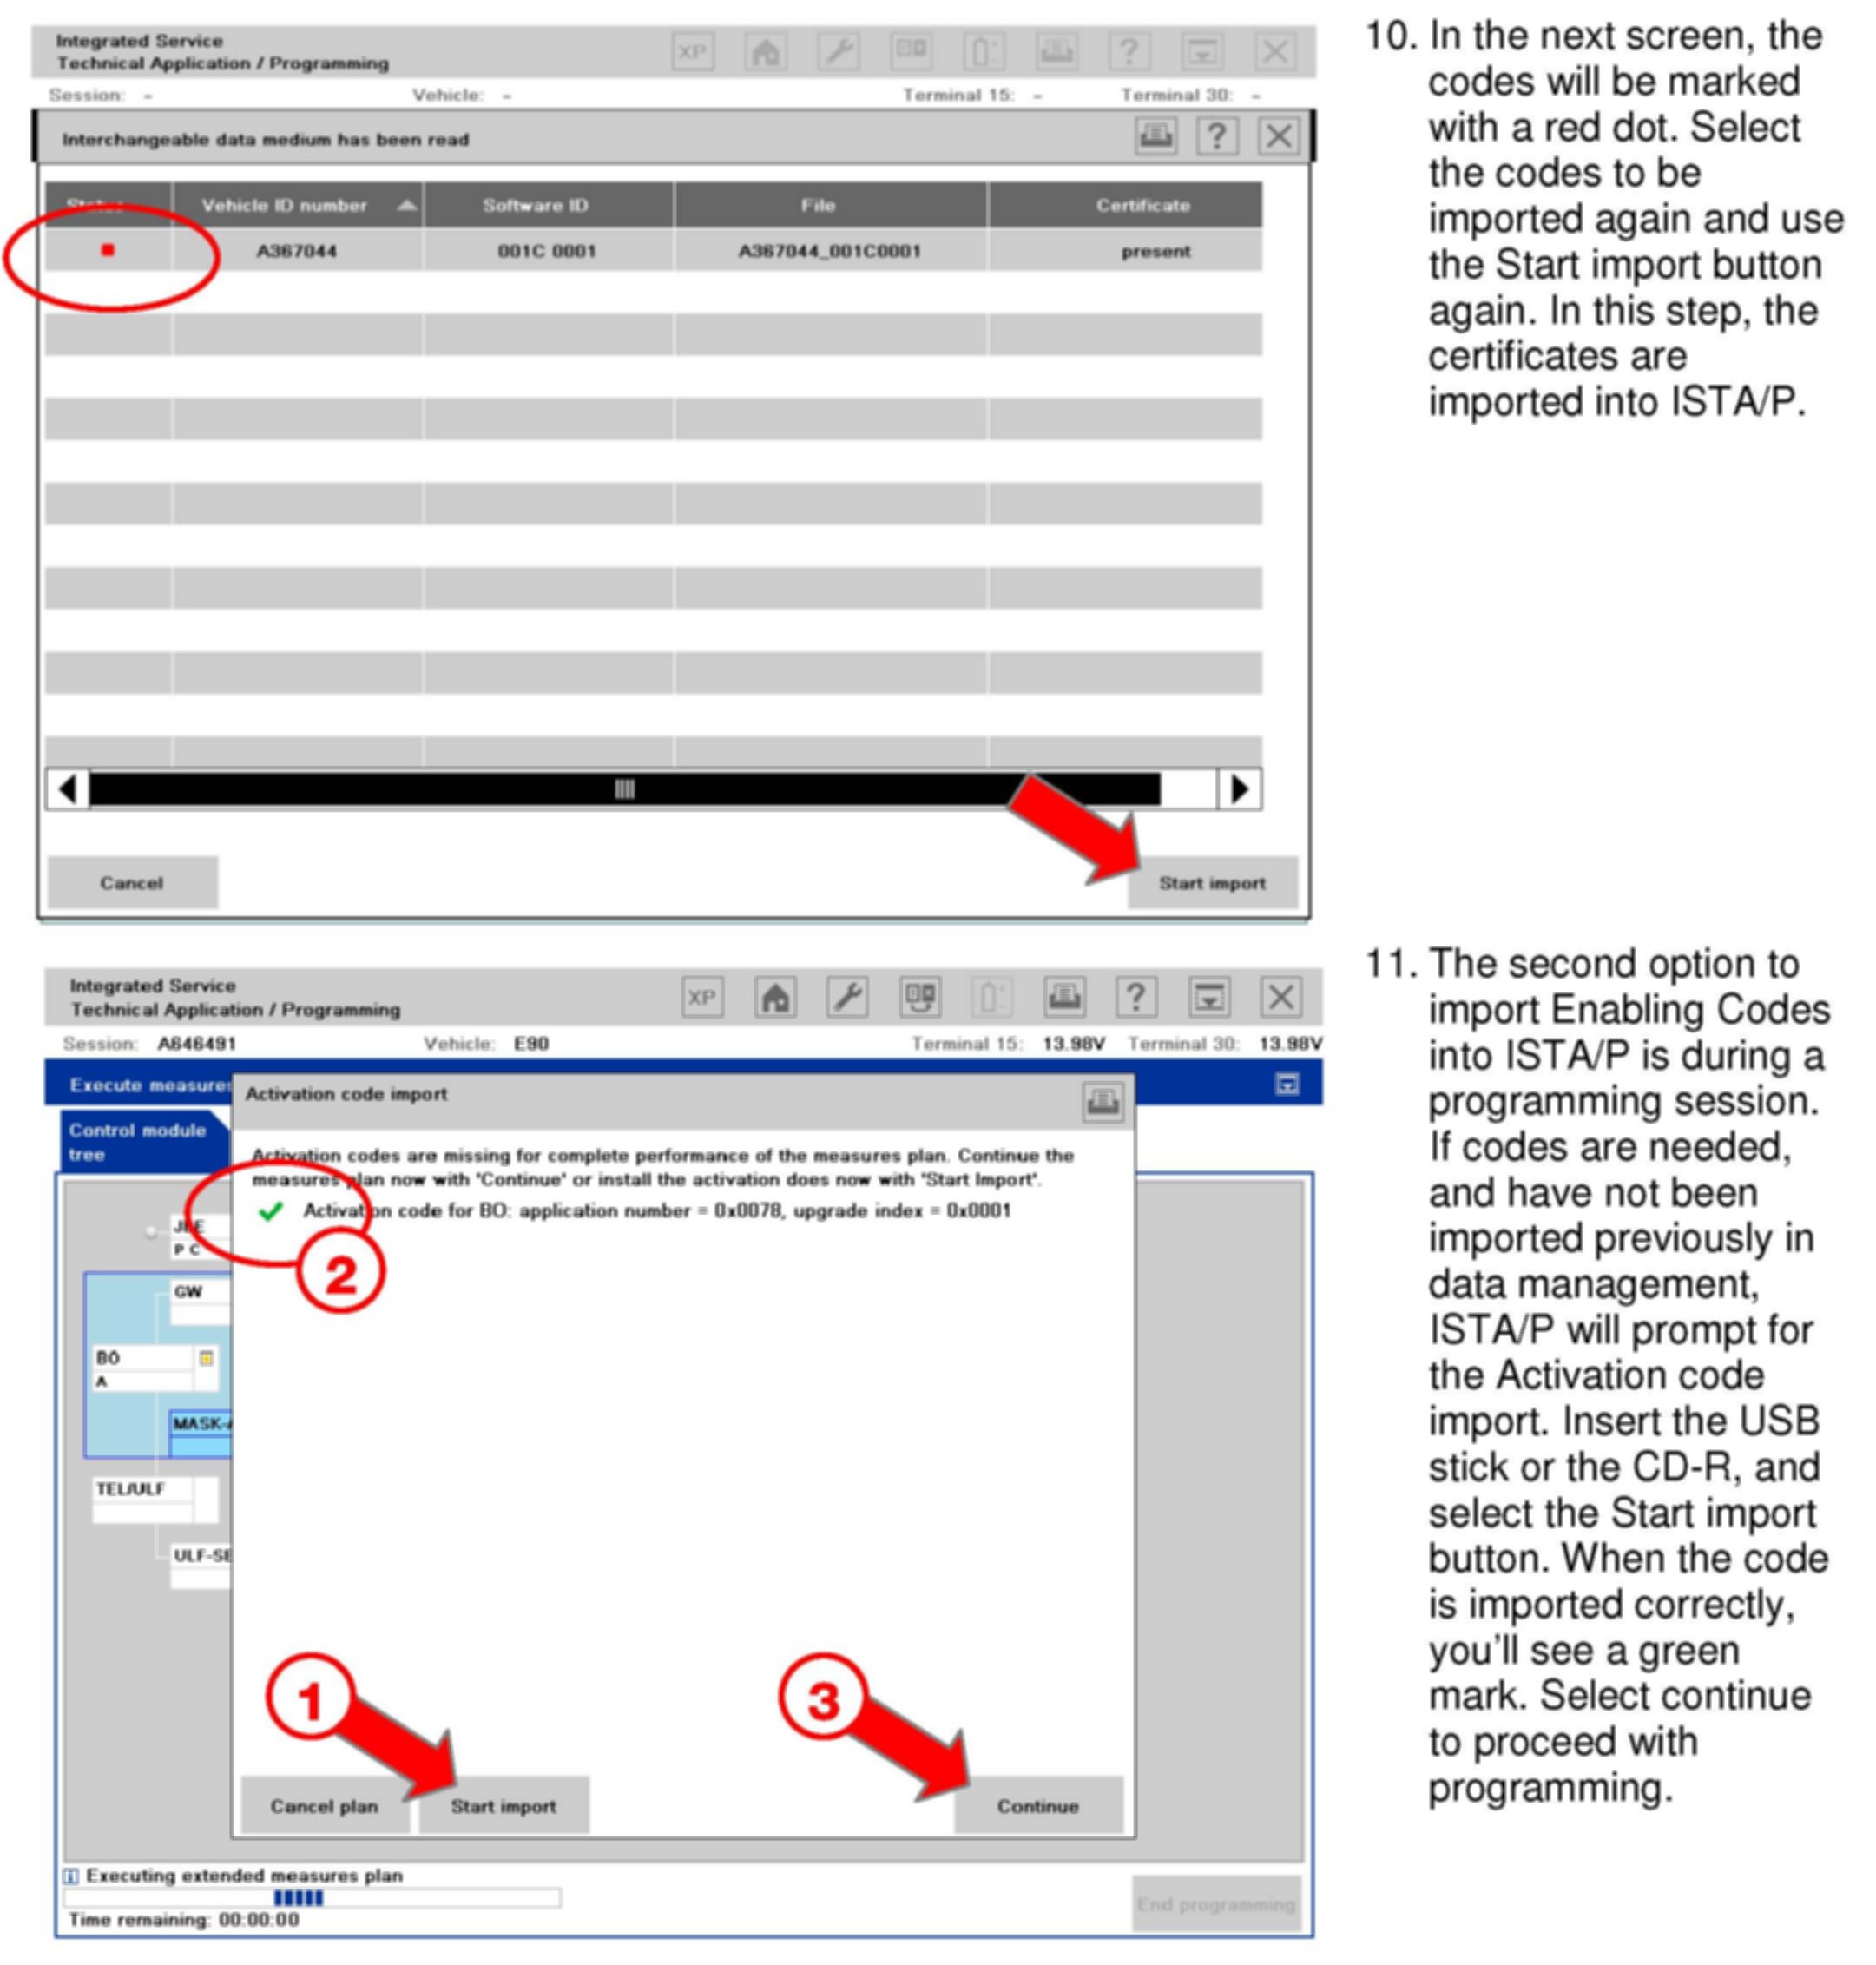 Integrated Service
Technical Application / Programming
XP
?
Session: -
Vehicle: -
Terminal 15: -
Terminal 30: -
Interchangeable data medium has been read
?
Status
Vehicle ID number
Software ID
File
Certificate
A367044
001C 0001
A367044_001C0001
present
Cancel
Start import
10. In the next screen, the
codes will be marked
with a red dot. Select
the codes to be
imported again and use
the Start import button
again. In this step, the
certificates are
imported into ISTA/P.
Integrated Service
Technical Application / Programming
XP
?
Session: A646491
Vehicle: E90
Terminal 15: 13.98V
Terminal 30: 13.98V
Execute measures
Control module
tree
Activation code import
Activation codes are missing for complete performance of the measures plan. Continue the
measures plan now with 'Continue' or install the activation does now with 'Start Import'.
Activation code for BO: application number = 0x0078, upgrade index = 0x0001
2
P C
GW
BO
A
MASK-A
TEL/ULF
ULF-SE
1
3
Cancel plan
Start import
Continue
Executing extended measures plan
Time remaining: 00:00:00
End programming
11. The second option to
import Enabling Codes
into ISTA/P is during a
programming session.
If codes are needed,
and have not been
imported previously in
data management,
ISTA/P will prompt for
the Activation code
import. Insert the USB
stick or the CD-R, and
select the Start import
button. When the code
is imported correctly,
you'll see a green
mark. Select continue
to proceed with
programming.